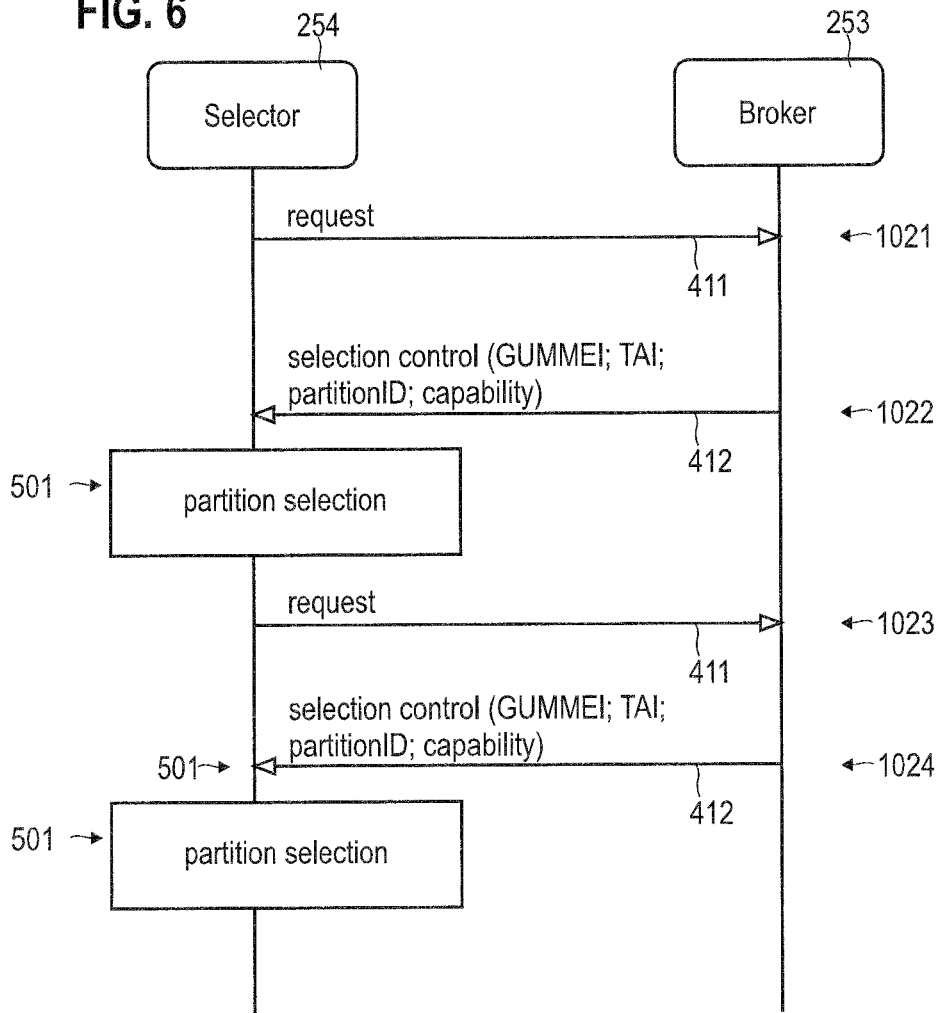 FIG. 6
254
253
Selector
Broker
request
1021
411
selection control (GUMMEI; TAI;
partitionID; capability)
1022
412
501
partition selection
request
1023
411
selection control (GUMMEI; TAI;
partitionID; capability)
501
1024
412
501
partition selection